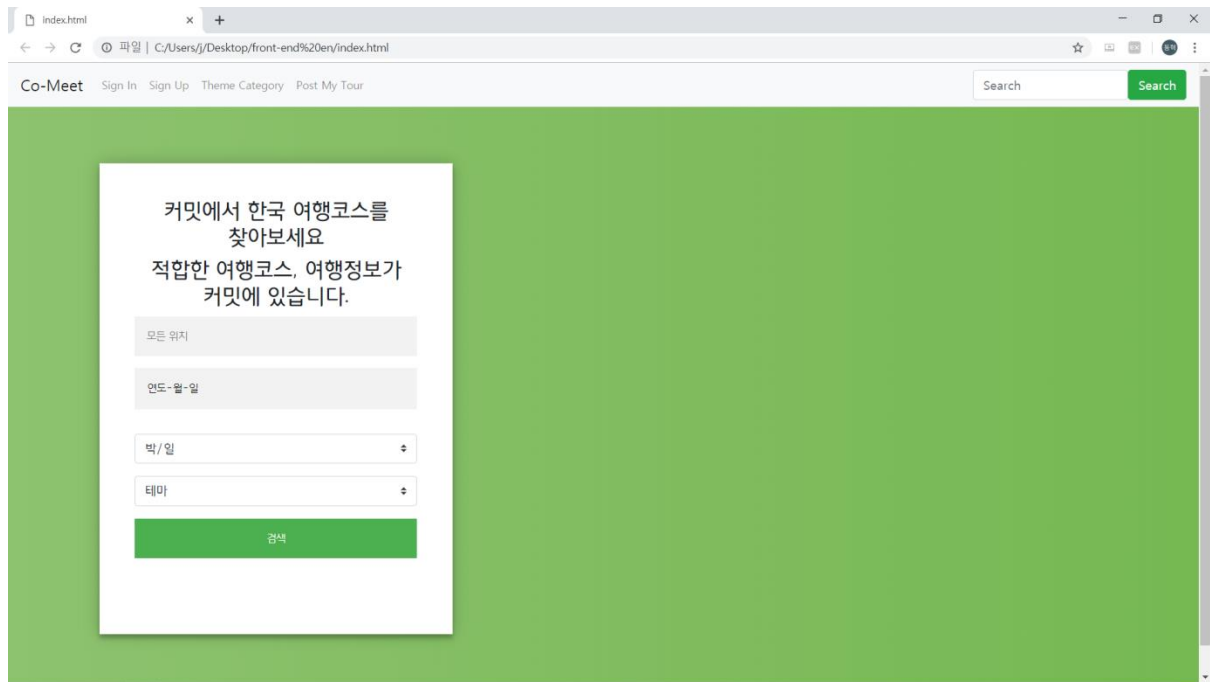 index.html
파일 | C:/Users/j/Desktop/front-end%20en/index.html
Co-Meet Sign In Sign Up Theme Category Post My Tour Search Search
커밋에서 한국 여행코스를
찾아보세요
적합한 여행코스, 여행정보가
커밋에 있습니다.
모든 위치
연도-월-일
박/일
테마
검색